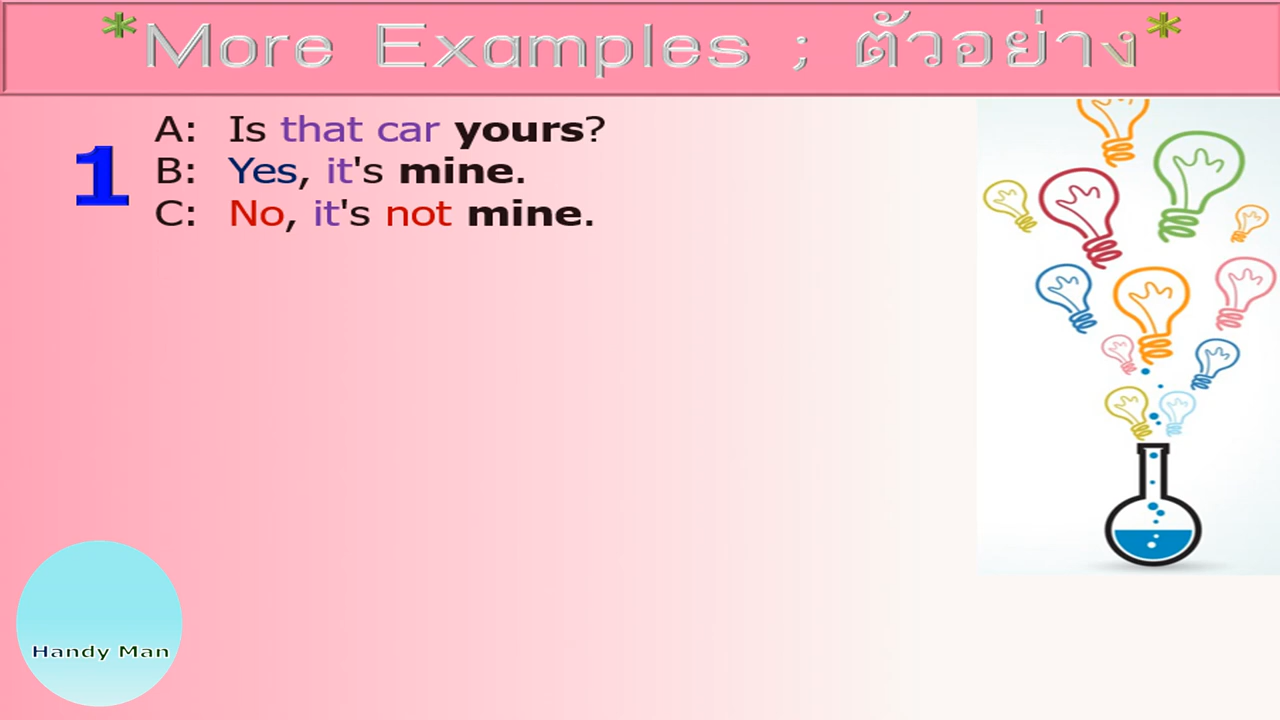 *More Examples ; ตัวอย่าง*
1
A: Is that car yours?
B: Yes, it's mine.
C: No, it's not mine.
Handy Man